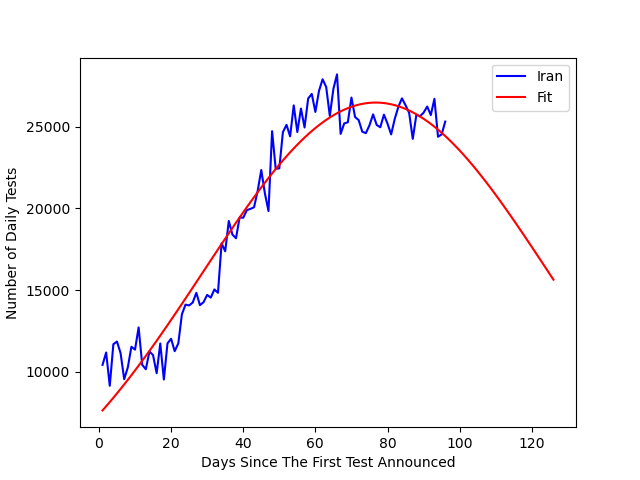 Iran
Fit
25000
20000
15000
10000
Number of Daily Tests
0 20 40 60 80 100 120
Days Since The First Test Announced